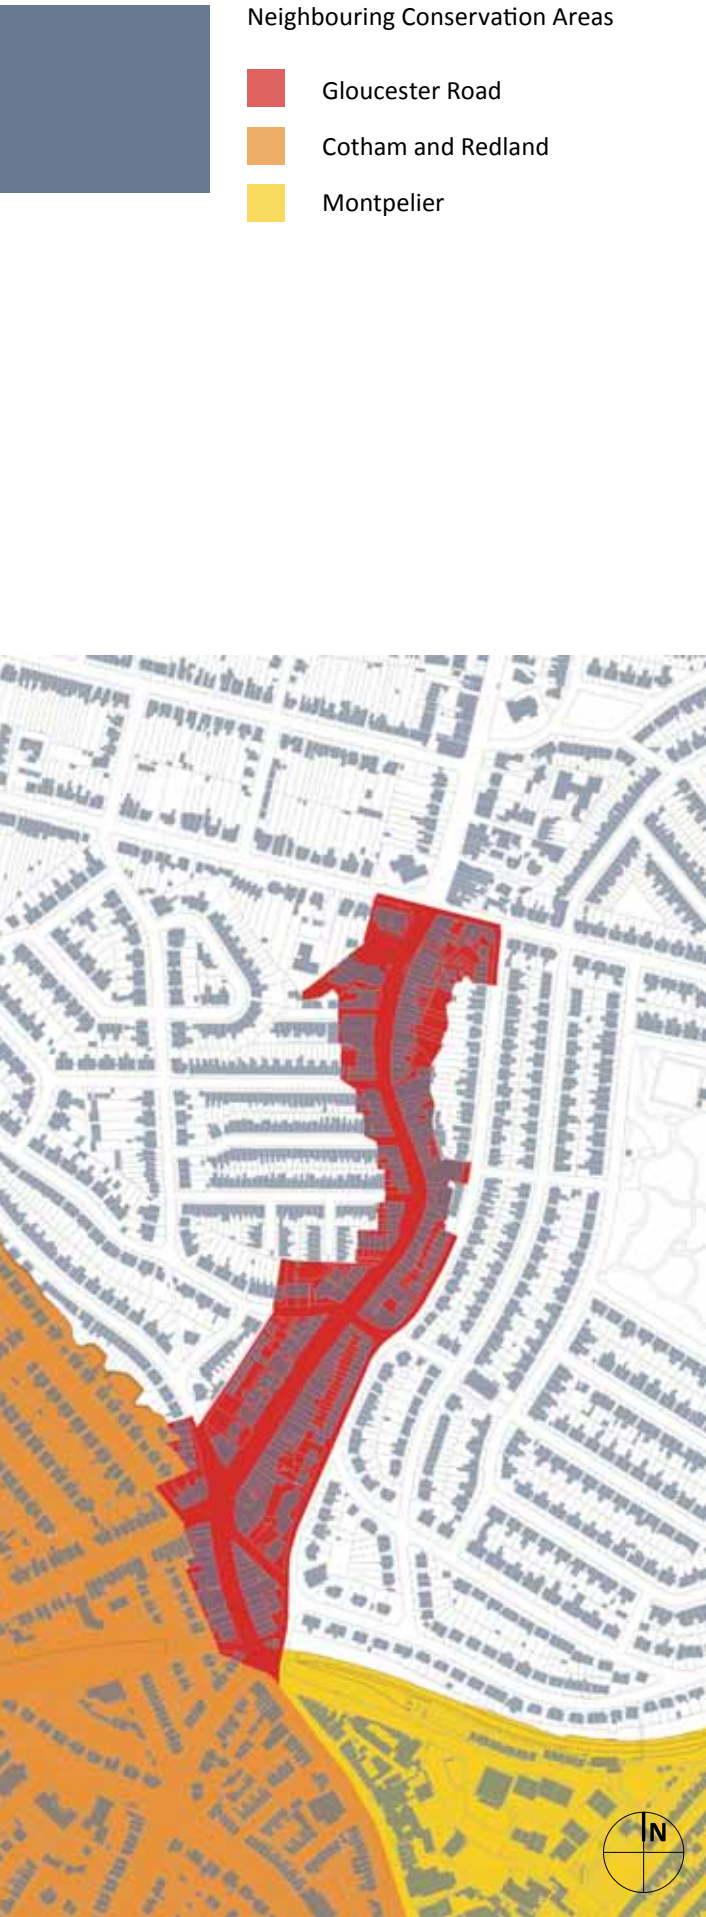 Neighbouring Conservation Areas
Gloucester Road
Cotham and Redland
Montpelier
N